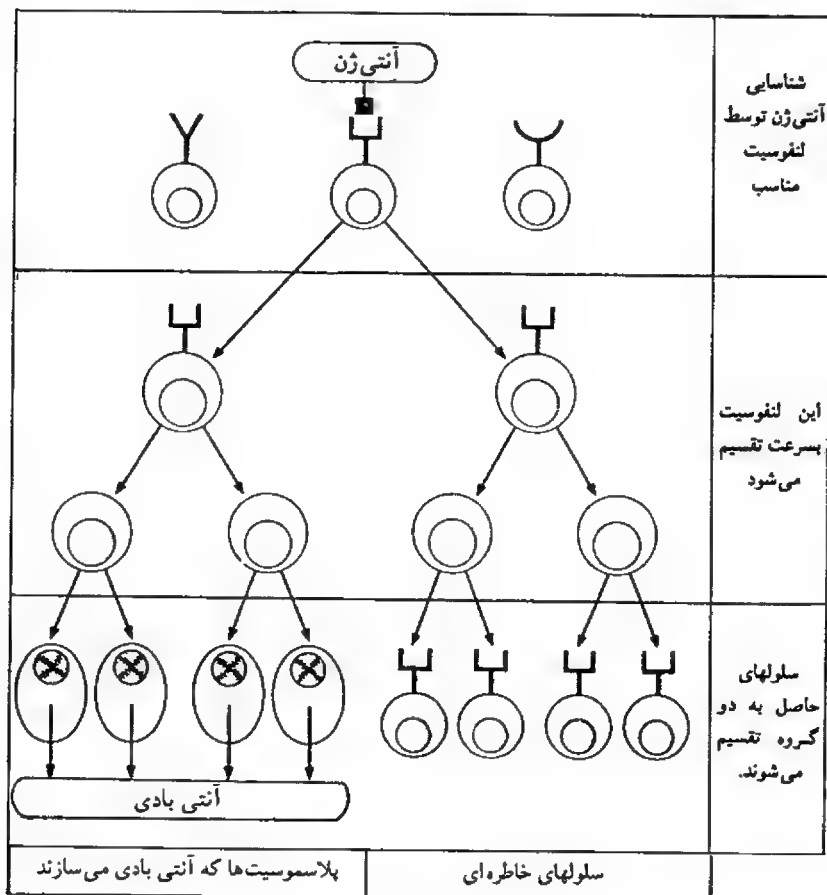 آنتی‌ژن
شناسایی
آنتی‌ژن توسط
لنفوسیت
مناسب
این لنفوسیت
بسرعت تقسیم
می‌شود
سلولهای
حاصل به دو
گروه تقسیم
می‌شوند.
آنتی بادی
سلولهای خاطره‌ای
پلاسموسیت‌ها که آنتی بادی می‌سازند